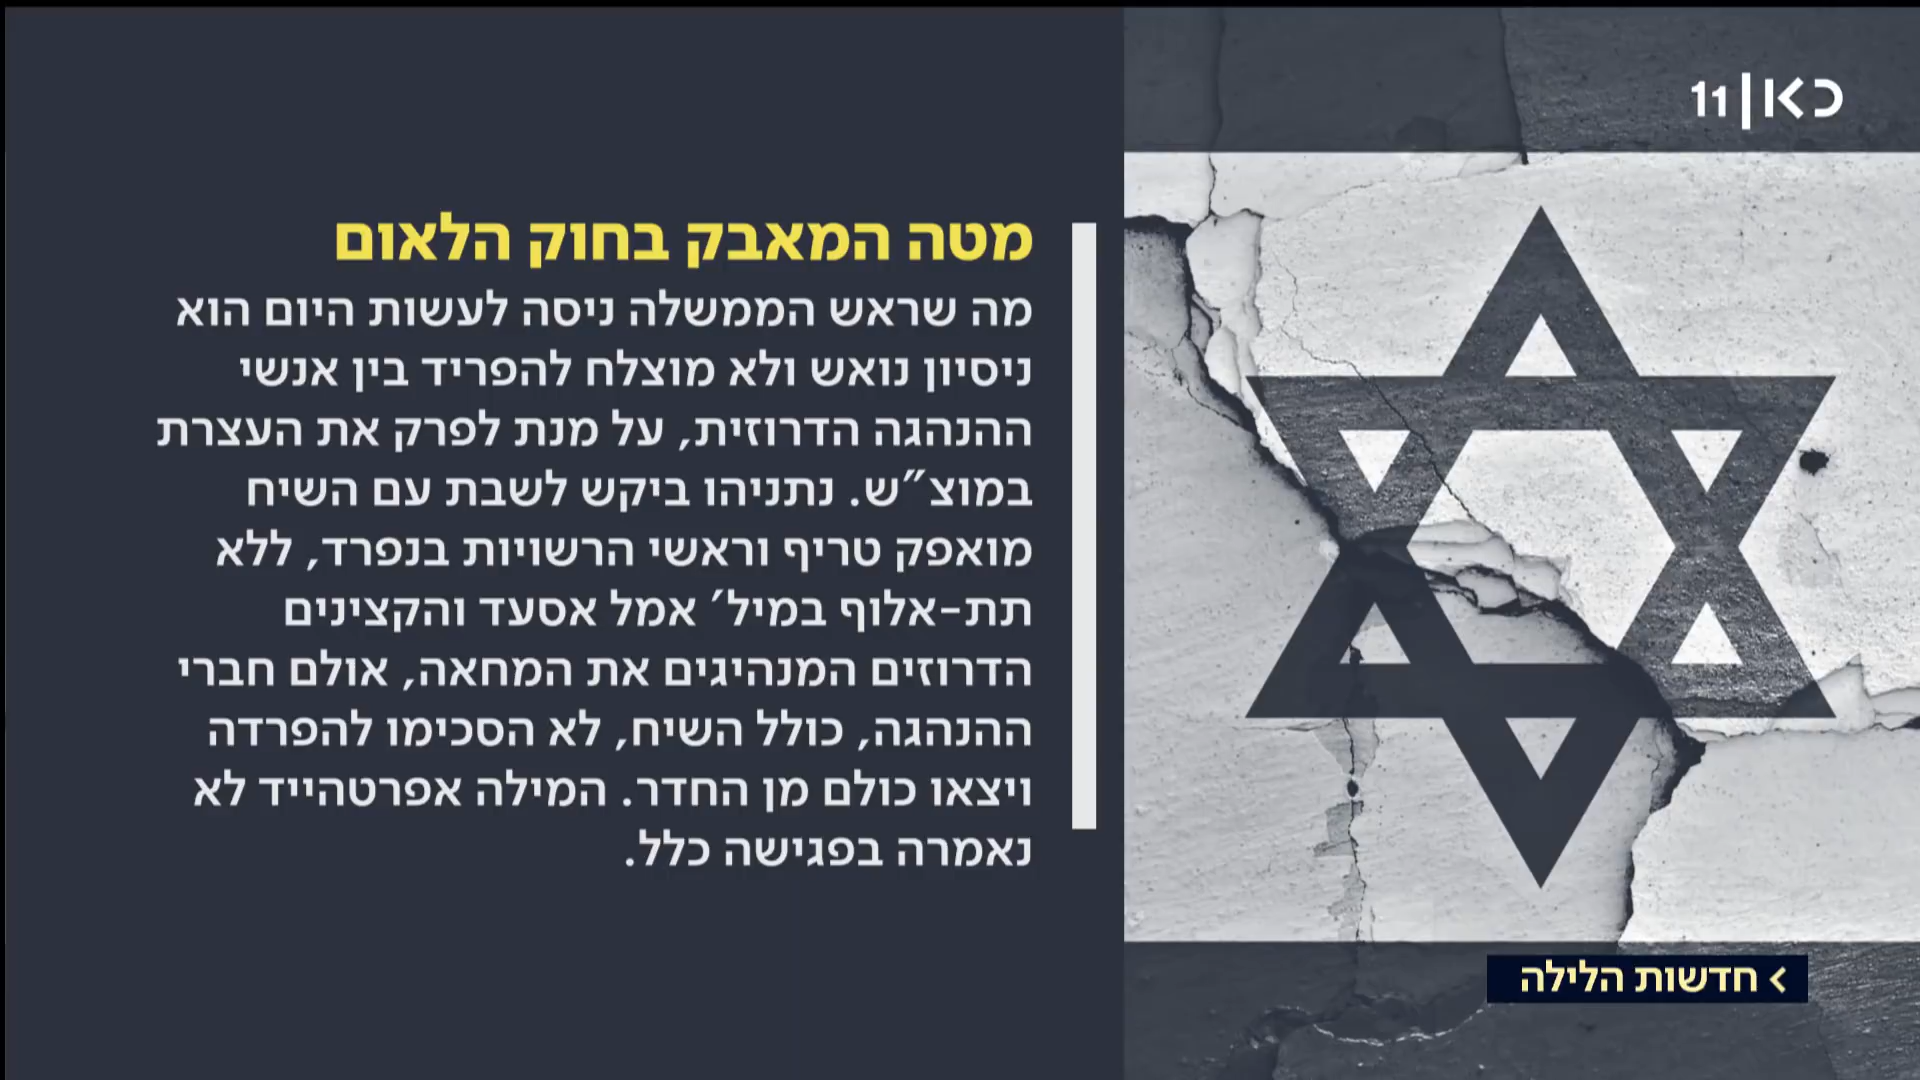 כאן|11
מטה המאבק בחוק הלאום
מה שראש הממשלה ניסה לעשות היום הוא
ניסיון נואש ולא מוצלח להפריד בין אנשי
ההנהגה הדרוזית, על מנת לפרק את העצרת
במוצ״ש. נתניהו ביקש לשבת עם השיח
מואפק טריף וראשי הרשויות בנפרד, ללא
תת-אלוף במיל׳ אמל אסעד והקצינים
הדרוזים המנהיגים את המחאה, אולם חברי
ההנהגה, כולל השיח, לא הסכימו להפרדה
ויצאו כולם מן החדר. המילה אפרטהייד לא
נאמרה בפגישה כלל.
חדשות הלילה